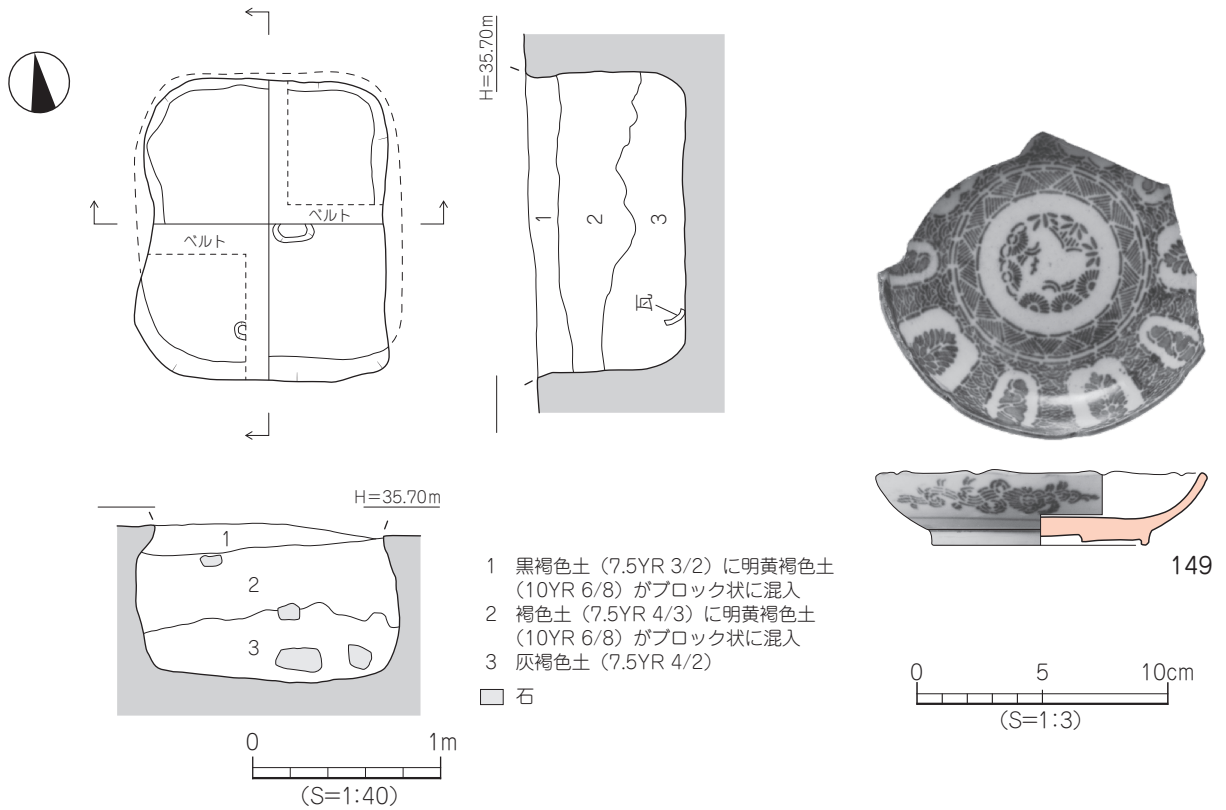 H=35.70m
ベルト
ベルト
1
2
3
瓦
H=35.70m
1
2
3
1 黒褐色土（7.5YR 3/2）に明黄褐色土
（10YR 6/8）がブロック状に混入
2 褐色土（7.5YR 4/3）に明黄褐色土
（10YR 6/8）がブロック状に混入
3 灰褐色土（7.5YR 4/2）
石
0 1m
(S=1:40)
149
0 5 10cm
(S=1:3)